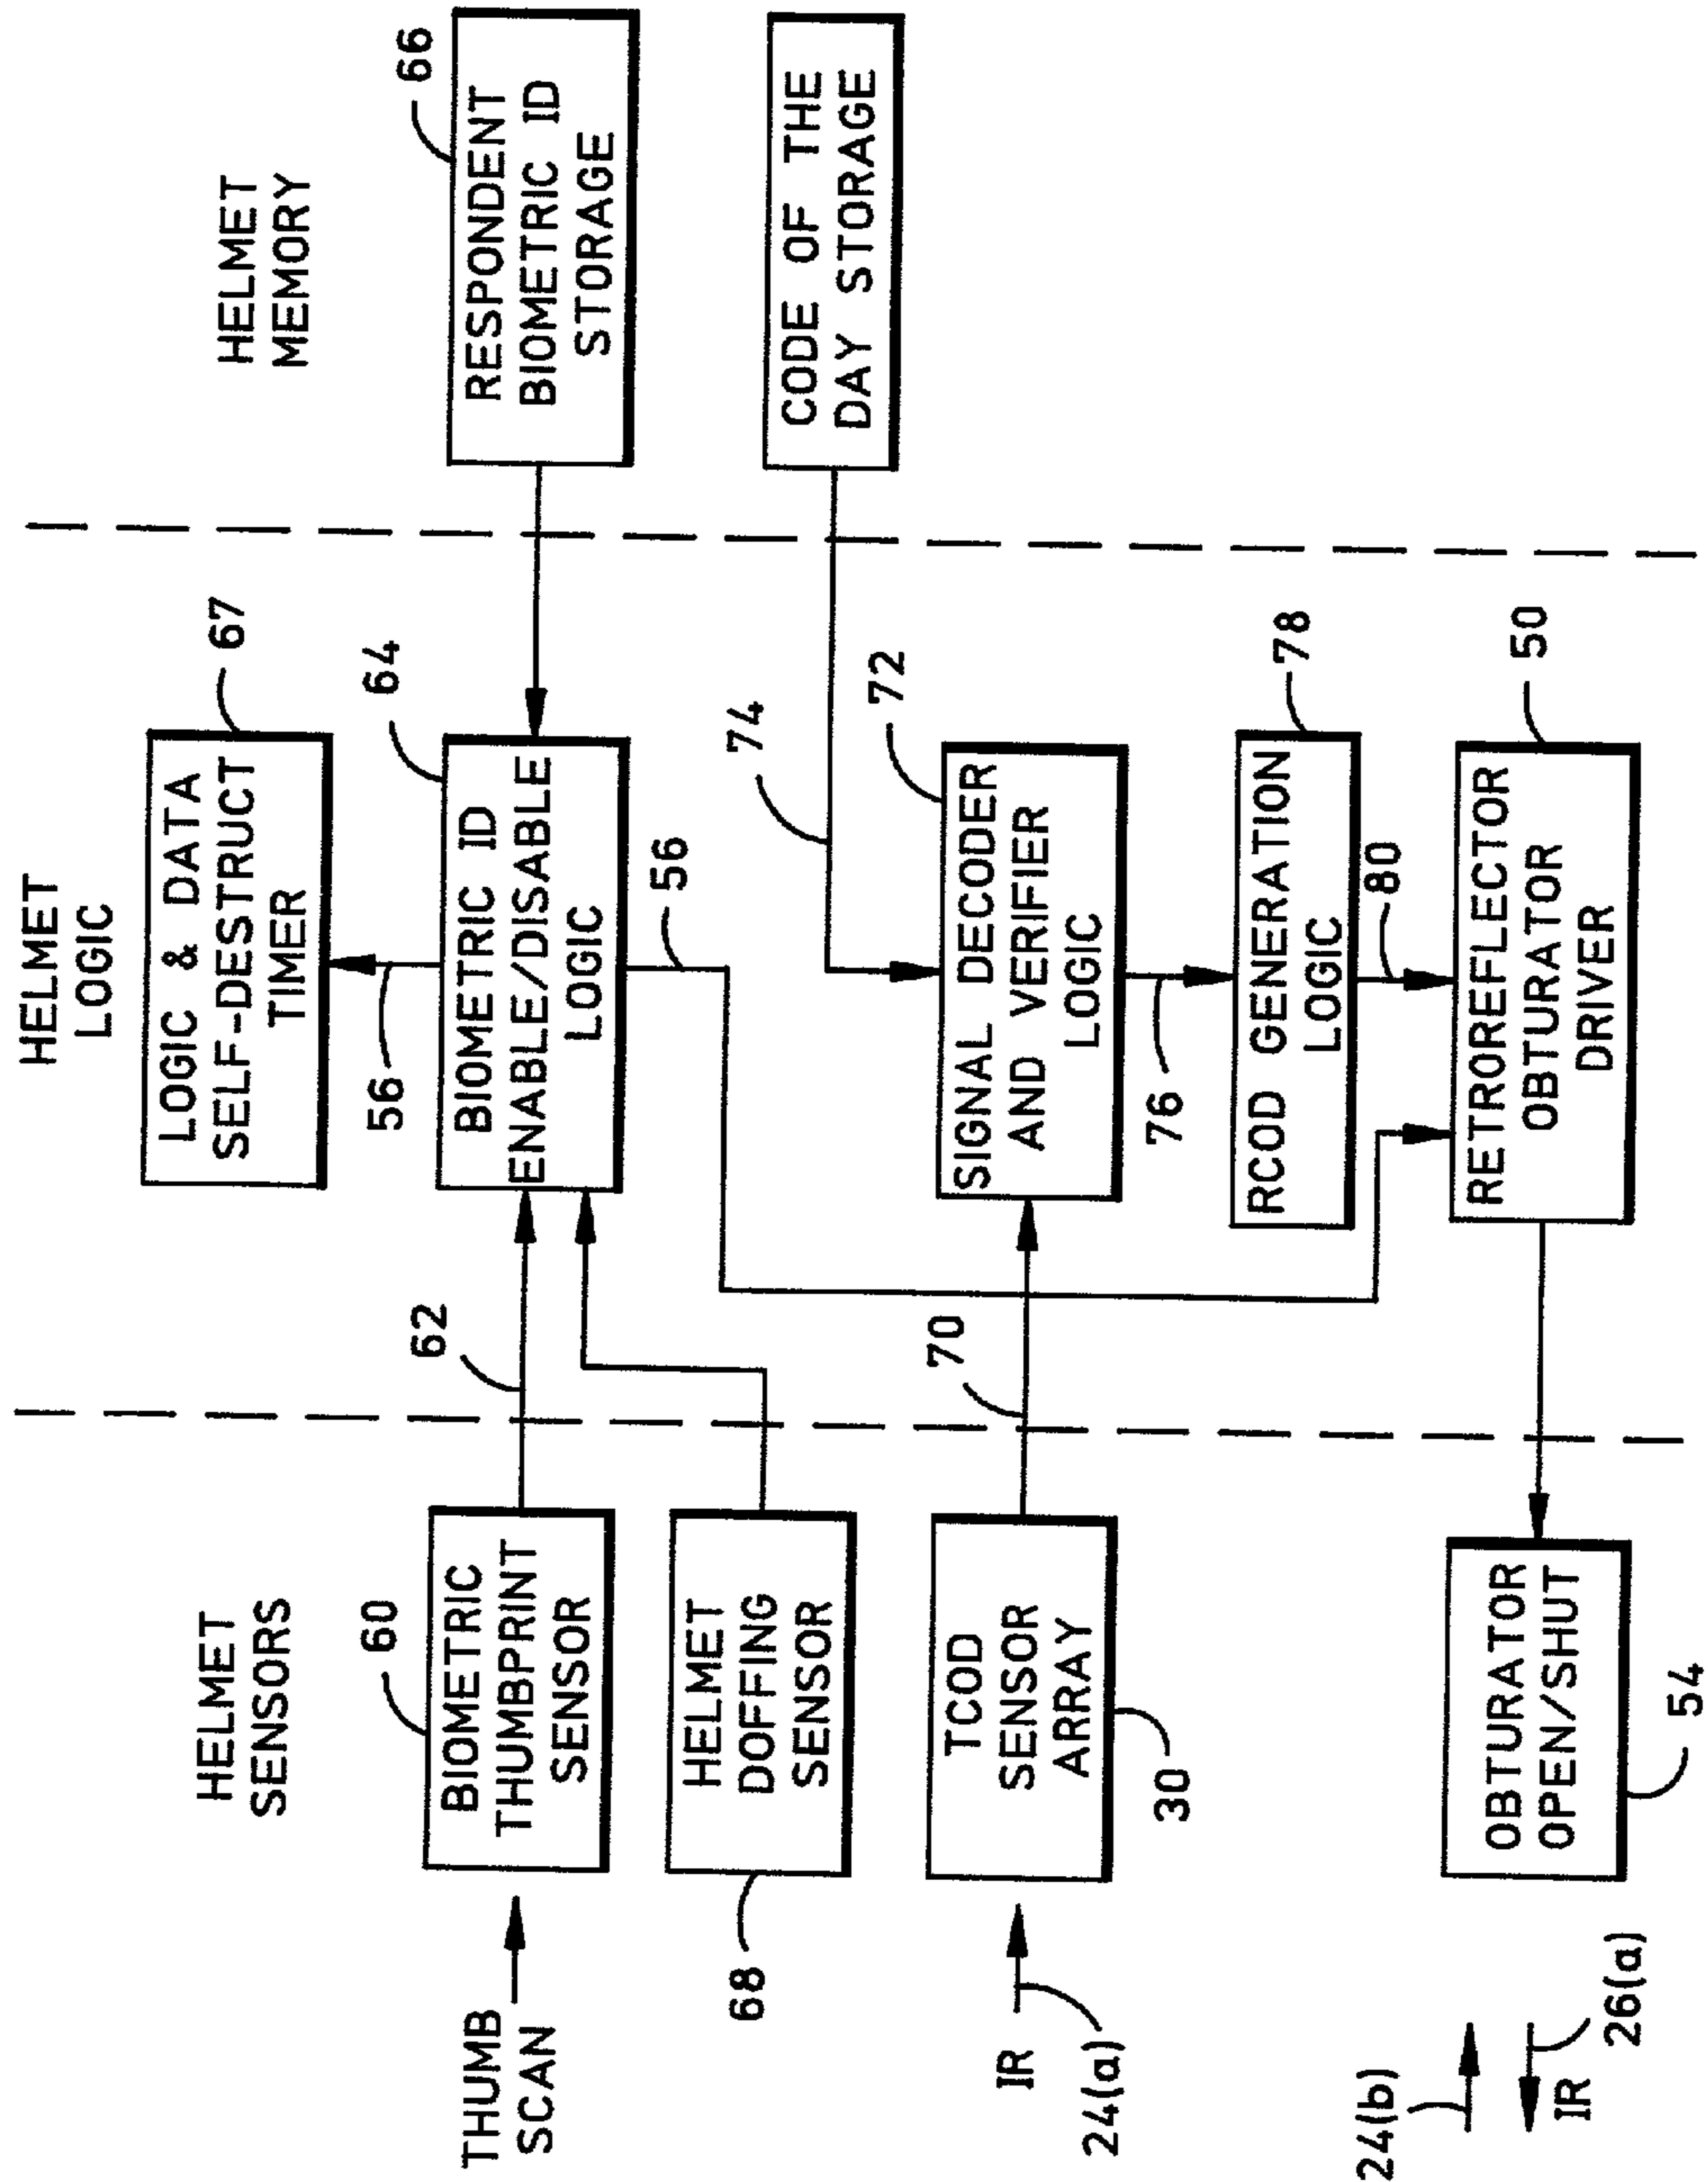 HELMET
SENSORS
HELMET
LOGIC
HELMET
MEMORY
THUMB
SCAN
60
BIOMETRIC
THUMBPRINT
SENSOR
62
68
HELMET
DOFFING
SENSOR
IR
24(a)
TCOD
SENSOR
ARRAY
30
70
24(b)
IR
26(a)
OBTURATOR
OPEN/SHUT
54
LOGIC & DATA
SELF-DESTRUCT
TIMER
67
56
BIOMETRIC ID
ENABLE/DISABLE
LOGIC
64
56
74
SIGNAL DECODER
AND VERIFIER
LOGIC
72
76
RCOD GENERATION
LOGIC
78
80
RETROREFLECTOR
OBTURATOR
DRIVER
50
RESPONDENT
BIOMETRIC ID
STORAGE
66
CODE OF THE
DAY STORAGE